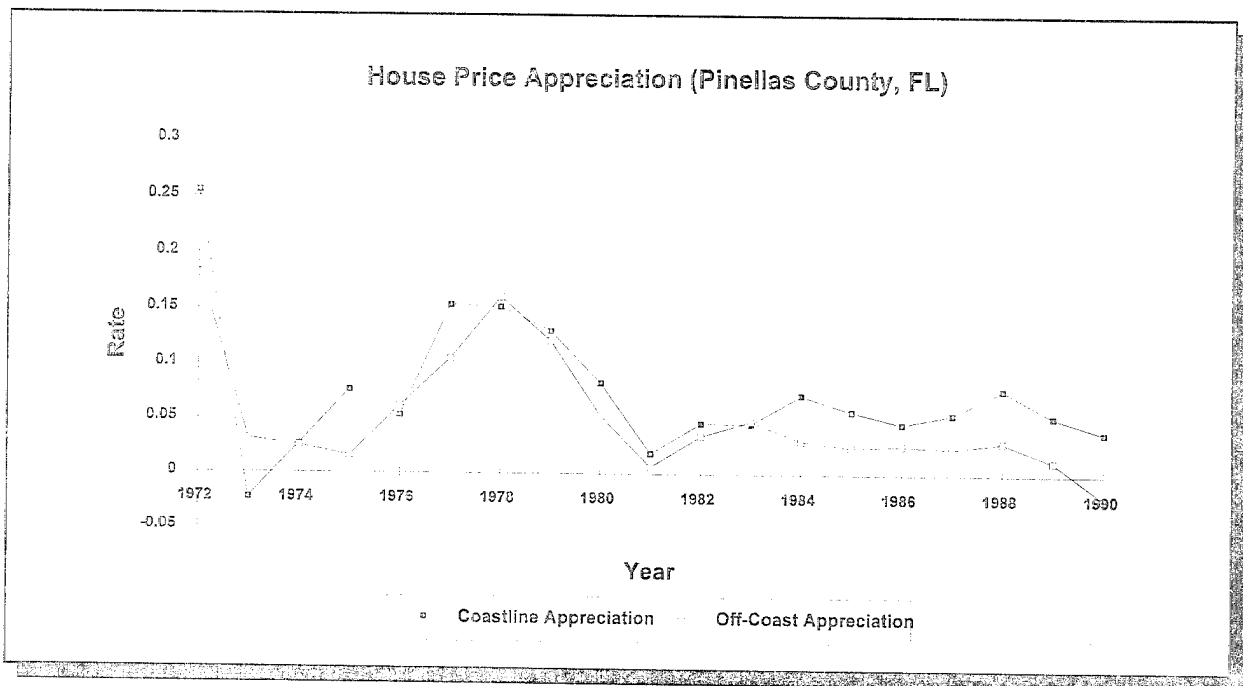 House Price Appreciation (Pinellas County, FL)
0.3
0.25
0.2
0.15
0.1
0.05
0
-0.05
Rate
1972 1974 1976 1978 1980 1982 1984 1986 1988 1990
Year
Coastline Appreciation Off-Coast Appreciation